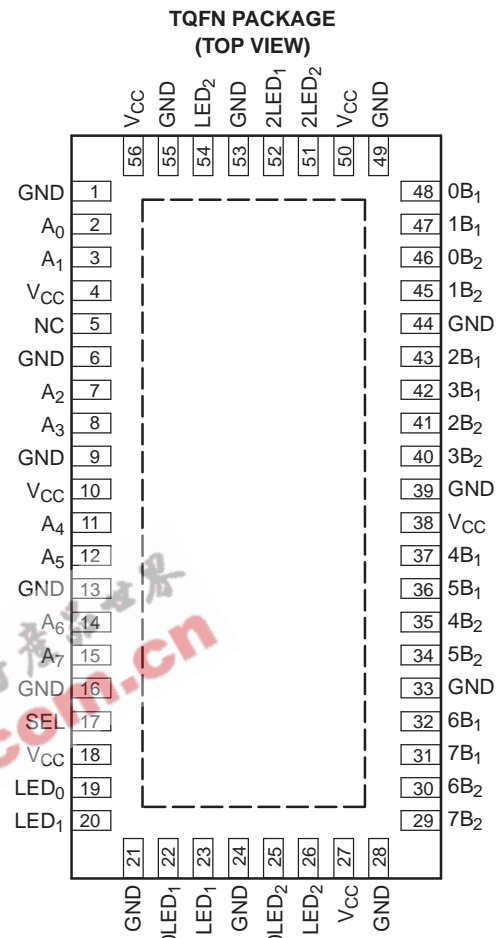 TQFN PACKAGE
(TOP VIEW)
VCC GND LED2 GND 2LED1 2LED2 VCC GND
56 55 54 53 52 51 50 49
GND 1 48 0B1
A0 2 47 1B1
A1 3 46 0B2
VCC 4 45 1B2
NC 5 44 GND
GND 6 43 2B1
A2 7 42 3B1
A3 8 41 2B2
GND 9 40 3B2
VCC 10 39 GND
A4 11 38 VCC
A5 12 37 4B1
GND 13 36 5B1
A6 14 35 4B2
A7 15 34 5B2
GND 16 33 GND
SEL 17 32 6B1
VCC 18 31 7B1
LED0 19 30 6B2
LED1 20 29 7B2
21 22 23 24 25 26 27 28
GND 0LED1 LED1 GND 0LED2 LED2 VCC GND
com.cn